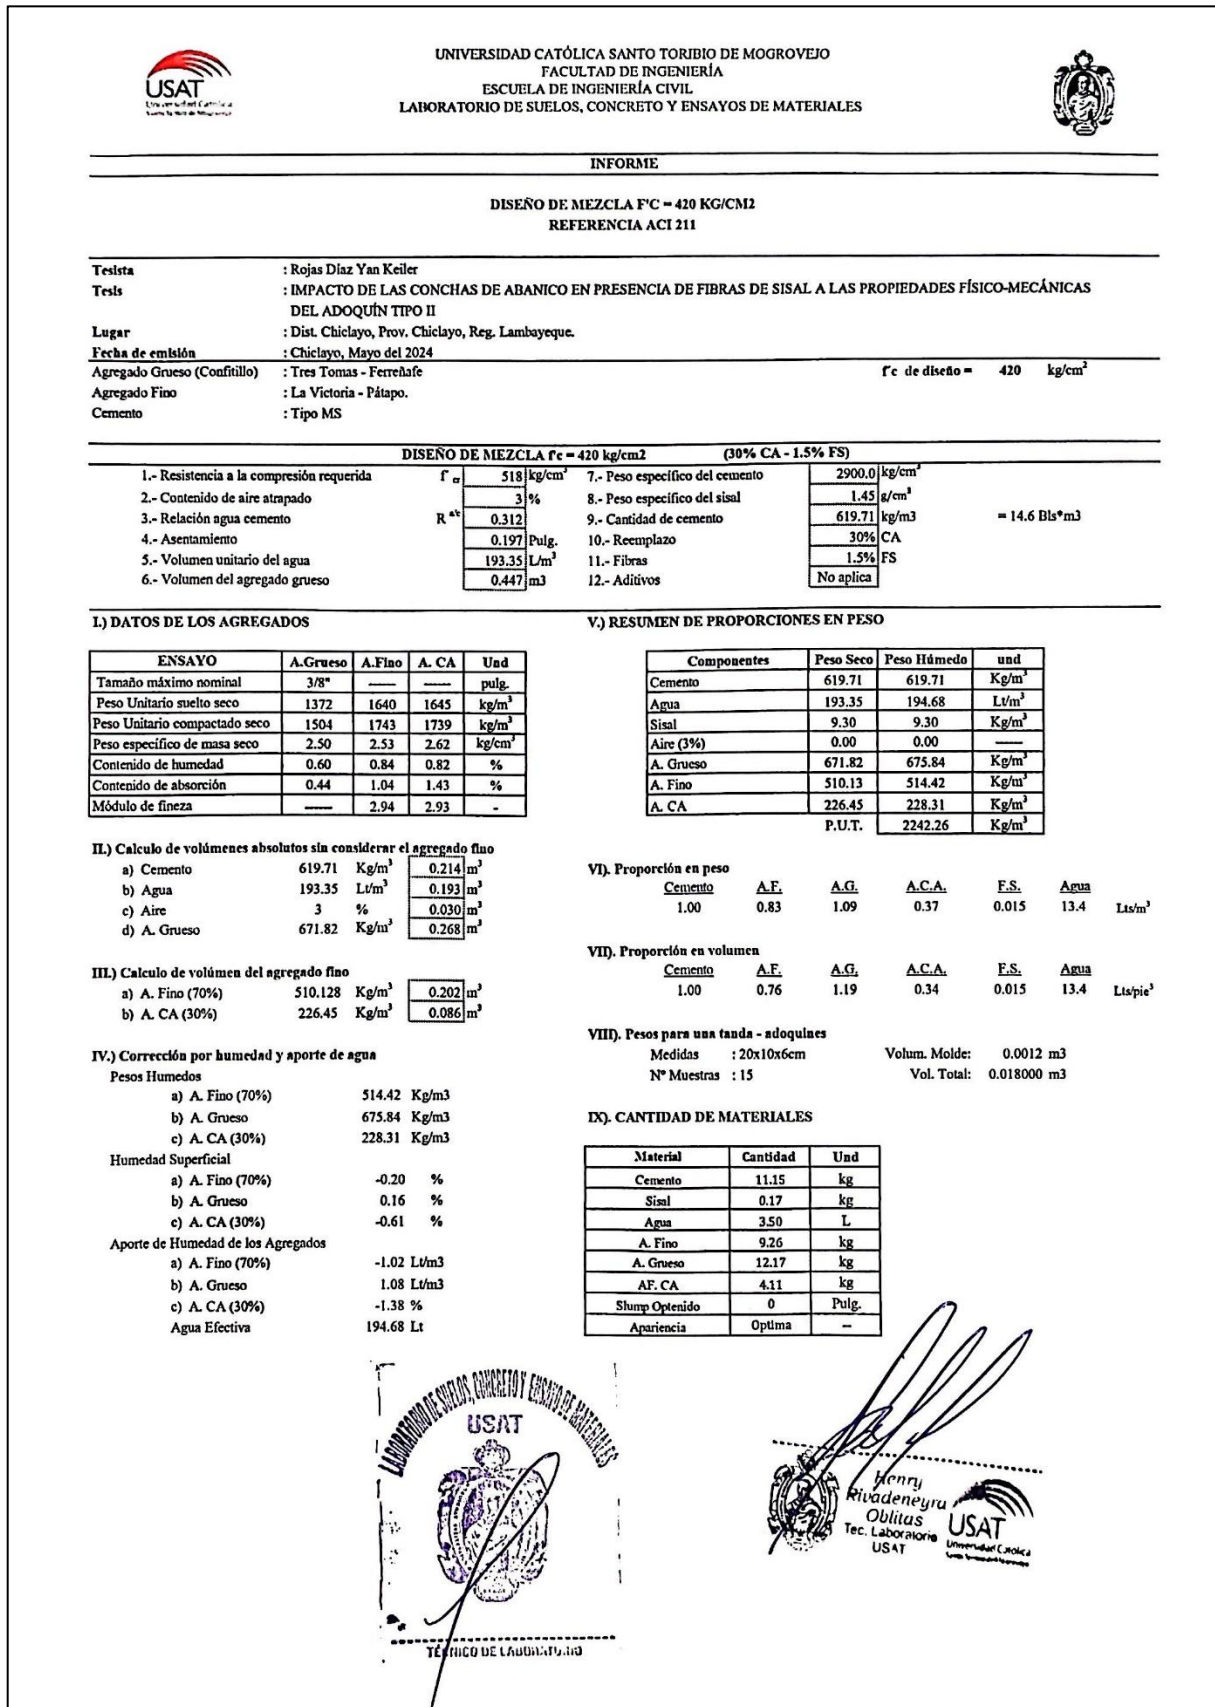 USAT
Universidad Católica
Santo Toribio de Mogrovejo
UNIVERSIDAD CATÓLICA SANTO TORIBIO DE MOGROVEJO
FACULTAD DE INGENIERÍA
ESCUELA DE INGENIERÍA CIVIL
LABORATORIO DE SUELOS, CONCRETO Y ENSAYOS DE MATERIALES
INFORME
DISEÑO DE MEZCLA F'C = 420 KG/CM2
REFERENCIA ACI 211
Tesista : Rojas Díaz Yan Keiler
Tesis : IMPACTO DE LAS CONCHAS DE ABANICO EN PRESENCIA DE FIBRAS DE SISAL A LAS PROPIEDADES FÍSICO-MECÁNICAS
DEL ADOQUÍN TIPO II
Lugar : Dist. Chiclayo, Prov. Chiclayo, Reg. Lambayeque.
Fecha de emisión : Chiclayo, Mayo del 2024
Agregado Grueso (Confitillo) : Tres Tomas - Ferreñafe f'c de diseño = 420 kg/cm²
Agregado Fino : La Victoria - Pátapo.
Cemento : Tipo MS
DISEÑO DE MEZCLA f'c = 420 kg/cm2 (30% CA - 1.5% FS)
1.- Resistencia a la compresión requerida f' cr 518 kg/cm³ 7.- Peso específico del cemento 2900.0 kg/cm³
2.- Contenido de aire atrapado 3 % 8.- Peso específico del sisal 1.45 g/cm³
3.- Relación agua cemento R a/c 0.312 9.- Cantidad de cemento 619.71 kg/m3 = 14.6 Bls*m3
4.- Asentamiento 0.197 Pulg. 10.- Reemplazo 30% CA
5.- Volumen unitario del agua 193.35 L/m³ 11.- Fibras 1.5% FS
6.- Volumen del agregado grueso 0.447 m3 12.- Aditivos No aplica
I.) DATOS DE LOS AGREGADOS
ENSAYO A.Grueso A.Fino A. CA Und
Tamaño máximo nominal 3/8" —— —— pulg.
Peso Unitario suelto seco 1372 1640 1645 kg/m³
Peso Unitario compactado seco 1504 1743 1739 kg/m³
Peso específico de masa seco 2.50 2.53 2.62 kg/cm³
Contenido de humedad 0.60 0.84 0.82 %
Contenido de absorción 0.44 1.04 1.43 %
Módulo de fineza —— 2.94 2.93 -
II.) Calculo de volúmenes absolutos sin considerar el agregado fino
a) Cemento 619.71 Kg/m³ 0.214 m³
b) Agua 193.35 Lt/m³ 0.193 m³
c) Aire 3 % 0.030 m³
d) A. Grueso 671.82 Kg/m³ 0.268 m³
III.) Calculo de volúmen del agregado fino
a) A. Fino (70%) 510.128 Kg/m³ 0.202 m³
b) A. CA (30%) 226.45 Kg/m³ 0.086 m³
IV.) Corrección por humedad y aporte de agua
Pesos Humedos
a) A. Fino (70%) 514.42 Kg/m3
b) A. Grueso 675.84 Kg/m3
c) A. CA (30%) 228.31 Kg/m3
Humedad Superficial
a) A. Fino (70%) -0.20 %
b) A. Grueso 0.16 %
c) A. CA (30%) -0.61 %
Aporte de Humedad de los Agregados
a) A. Fino (70%) -1.02 Lt/m3
b) A. Grueso 1.08 Lt/m3
c) A. CA (30%) -1.38 %
Agua Efectiva 194.68 Lt
V.) RESUMEN DE PROPORCIONES EN PESO
Componentes Peso Seco Peso Húmedo und
Cemento 619.71 619.71 Kg/m³
Agua 193.35 194.68 Lt/m³
Sisal 9.30 9.30 Kg/m³
Aire (3%) 0.00 0.00 ——
A. Grueso 671.82 675.84 Kg/m³
A. Fino 510.13 514.42 Kg/m³
A. CA 226.45 228.31 Kg/m³
P.U.T. 2242.26 Kg/m³
VI). Proporción en peso
Cemento A.F. A.G. A.C.A. F.S. Agua
1.00 0.83 1.09 0.37 0.015 13.4 Lts/m³
VII). Proporción en volumen
Cemento A.F. A.G. A.C.A. F.S. Agua
1.00 0.76 1.19 0.34 0.015 13.4 Lts/pie³
VIII). Pesos para una tanda - adoquines
Medidas : 20x10x6cm Volum. Molde: 0.0012 m3
Nº Muestras : 15 Vol. Total: 0.018000 m3
IX). CANTIDAD DE MATERIALES
Material Cantidad Und
Cemento 11.15 kg
Sisal 0.17 kg
Agua 3.50 L
A. Fino 9.26 kg
A. Grueso 12.17 kg
AF. CA 4.11 kg
Slump Optenido 0 Pulg.
Apariencia Optima –
LABORATORIO DE SUELOS, CONCRETO Y ENSAYO DE MATERIALES
USAT
TÉCNICO DE LABORATORIO
Henry
Rivadeneyra
Oblitas
Tec. Laboratorio
USAT
USAT
Universidad Católica